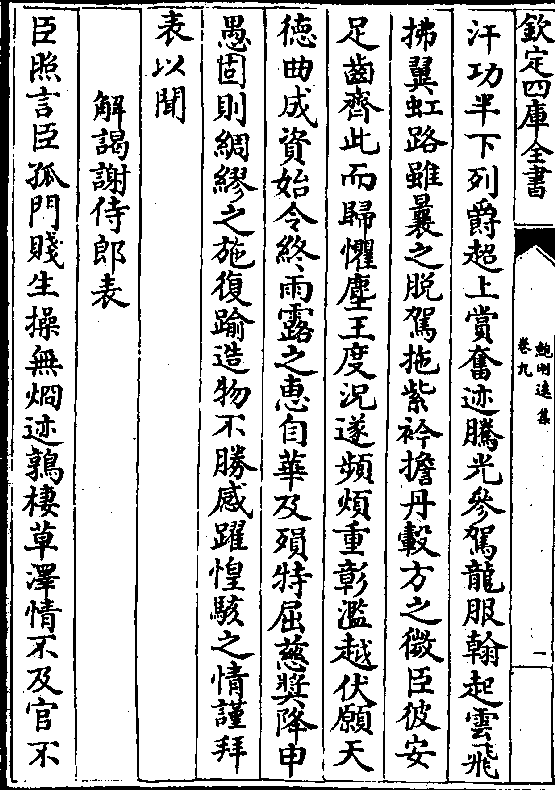 欽定四庫全書
鮑明遠集
卷九
一
汗功半下列爵超上賞奮迹騰光參駕龍服翰起雲飛
拂翼虹路雖曩之脫駕拖紫衿擔丹轂方之微臣彼安
足齒齊此而歸懼塵王度況遂頻煩重彰濫越伏願天
德曲成資始令終雨露之惠自華及殞特屈慈奬降申
愚固則綢繆之施復踰造物不勝感躍惶駭之情謹拜
表以聞
解謁謝侍郎表
臣照言臣孤門賤生操無烱迹鶉棲草澤情不及官不